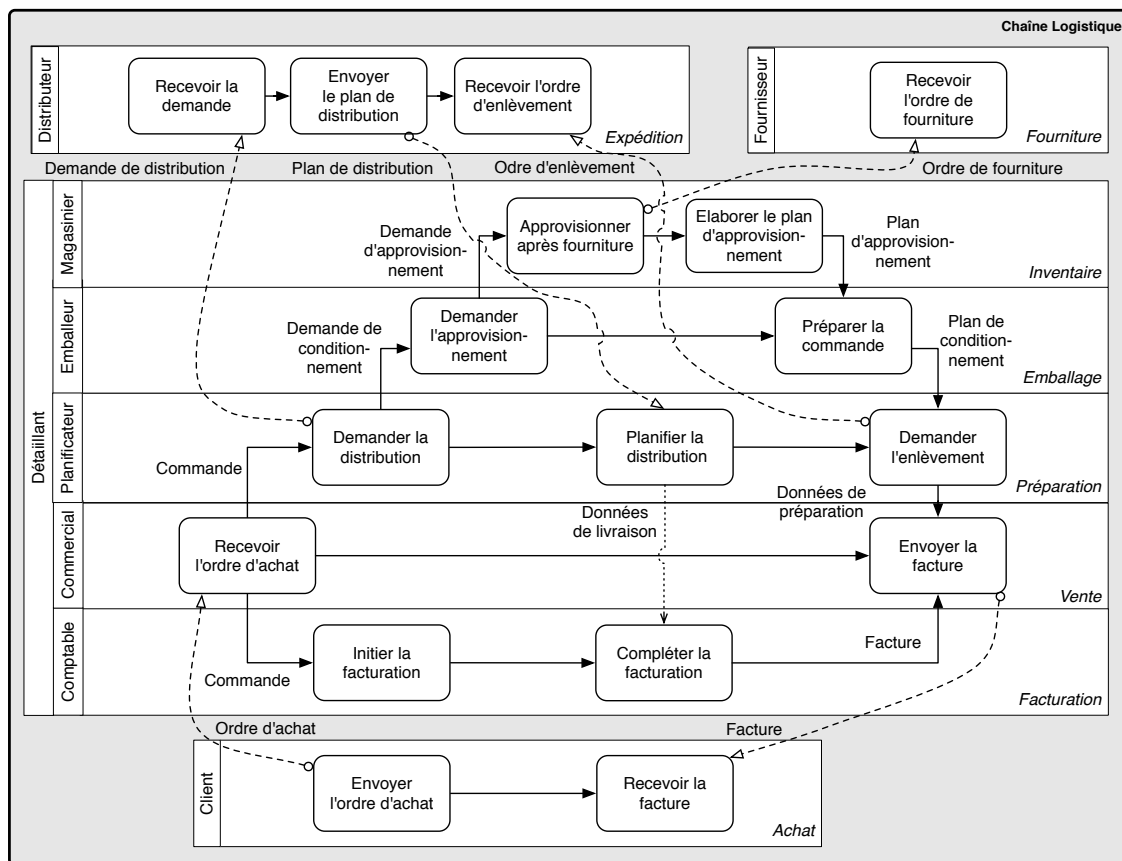 Chaîne Logistique
Distributeur
Recevoir la
demande
Envoyer
le plan de
distribution
Recevoir l'ordre
d'enlèvement
Expédition
Fournisseur
Recevoir
l'ordre de
fourniture
Fourniture
Demande de distribution
Plan de distribution
Odre d'enlèvement
Ordre de fourniture
Détaillant
Magasinier
Demande
d'approvision-
nement
Approvisionner
après fourniture
Elaborer le plan
d'approvision-
nement
Plan
d'approvision-
nement
Inventaire
Emballeur
Demande de
condition-
nement
Demander
l'approvision-
nement
Préparer la
commande
Plan de
condition-
nement
Emballage
Planificateur
Commande
Demander la
distribution
Planifier la
distribution
Demander
l'enlèvement
Préparation
Commercial
Recevoir
l'ordre d'achat
Données
de livraison
Données de
préparation
Envoyer la
facture
Vente
Comptable
Commande
Initier la
facturation
Compléter la
facturation
Facture
Facturation
Ordre d'achat
Facture
Client
Envoyer
l'ordre d'achat
Recevoir la
facture
Achat